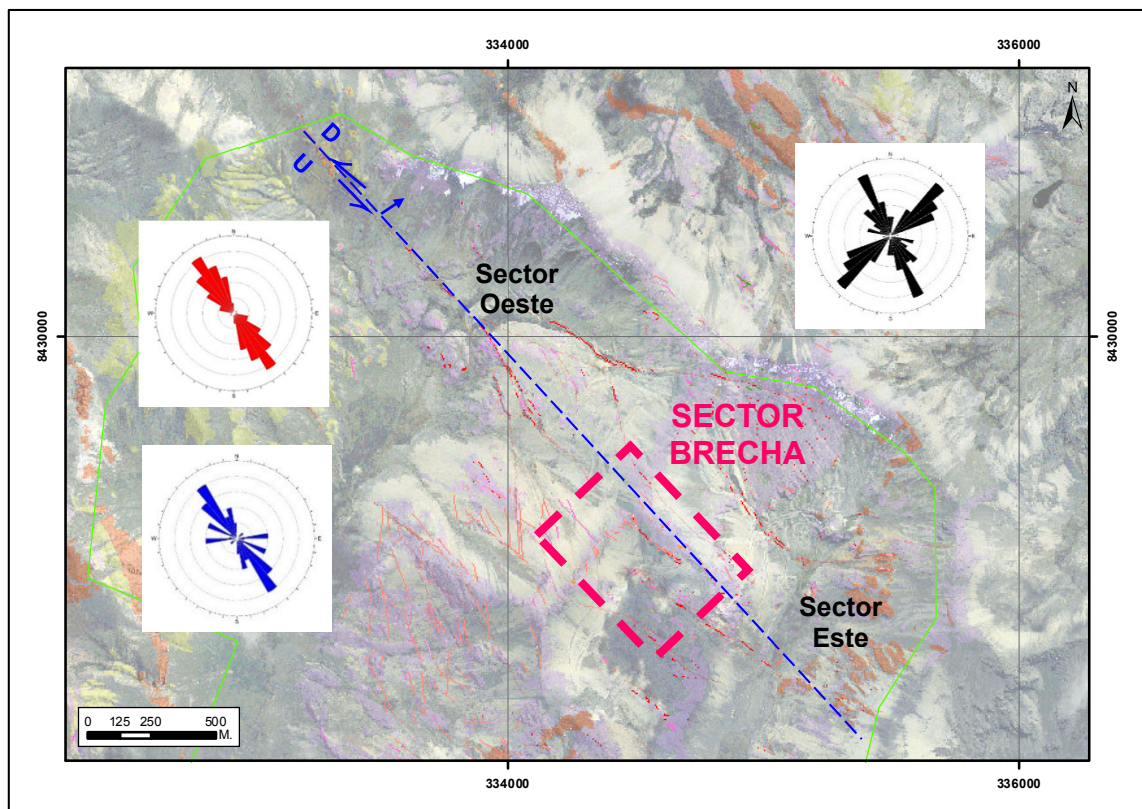 334000
336000
N
D
U
Sector
Oeste
8430000
8430000
SECTOR
BRECHA
Sector
Este
N
W
E
S
N
W
E
S
N
W
E
S
0 125 250 500
M.
334000
336000